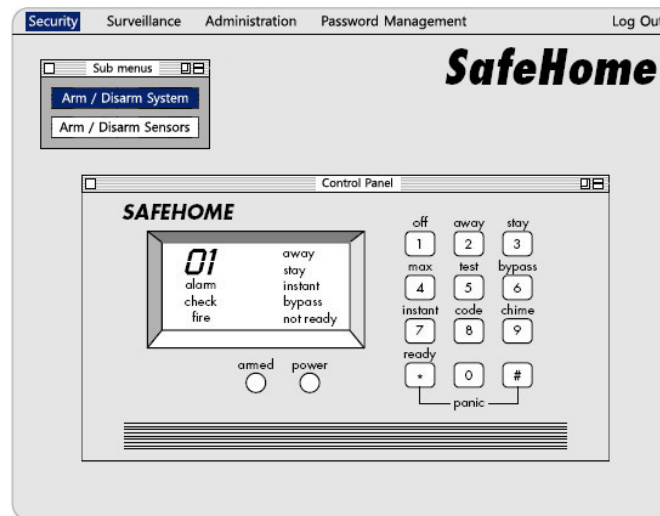 Security Surveillance Administration Password Management Log Out
SafeHome
Sub menus
Arm / Disarm System
Arm / Disarm Sensors
Control Panel
SAFEHOME
01
alarm
check
fire
away
stay
instant
bypass
not ready
armed power
off away stay
1 2 3
max test bypass
4 5 6
instant code chime
7 8 9
ready
* 0 #
panic